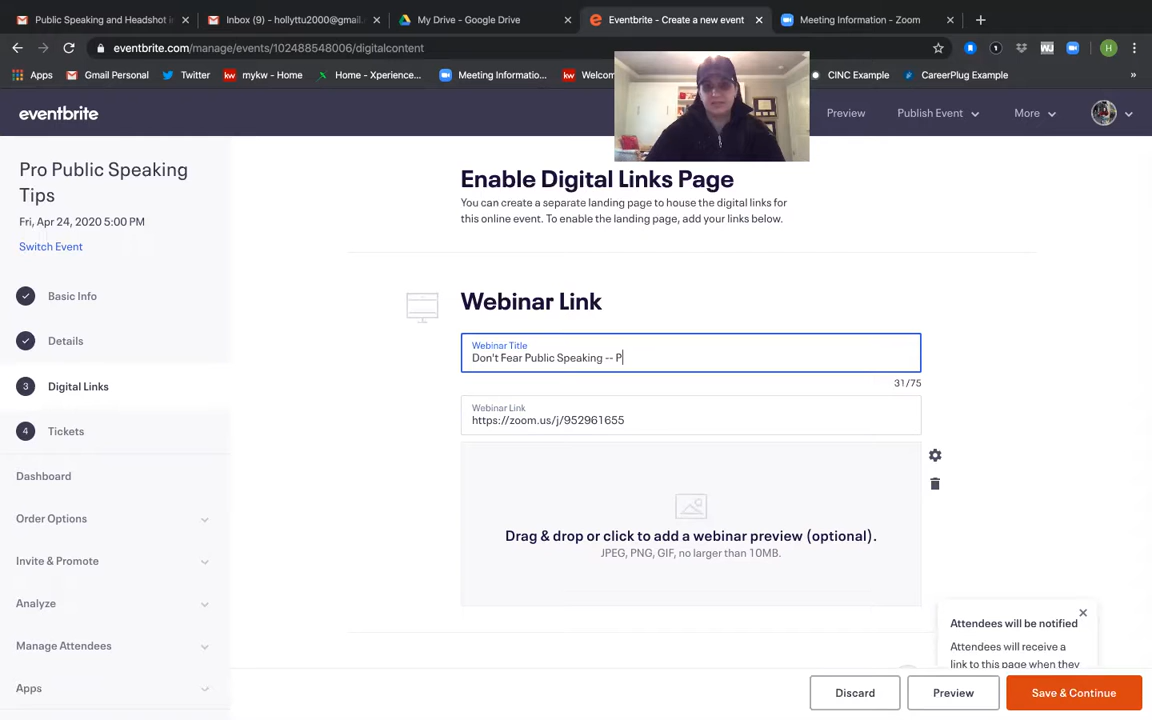 Public Speaking and Headshot i
Inbox (9) - hollyttu2000@gmail.
My Drive - Google Drive
Eventbrite - Create a new event
Meeting Information - Zoom
eventbrite.com/manage/events/102488548006/digitalcontent
Apps
Gmail Personal
Twitter
kw mykw - Home
Home - Xperience...
Meeting Informatio...
kw Welcom
CINC Example
CareerPlug Example
»
eventbrite
Preview
Publish Event
More
Pro Public Speaking
Tips
Fri, Apr 24, 2020 5:00 PM
Switch Event
Basic Info
Details
3 Digital Links
4 Tickets
Dashboard
Order Options
Invite & Promote
Analyze
Manage Attendees
Apps
Enable Digital Links Page
You can create a separate landing page to house the digital links for
this online event. To enable the landing page, add your links below.
Webinar Link
Webinar Title
Don't Fear Public Speaking -- P
31/75
Webinar Link
https://zoom.us/j/952961655
Drag & drop or click to add a webinar preview (optional).
JPEG, PNG, GIF, no larger than 10MB.
Attendees will be notified
Attendees will receive a
link to this page when they
Discard
Preview
Save & Continue